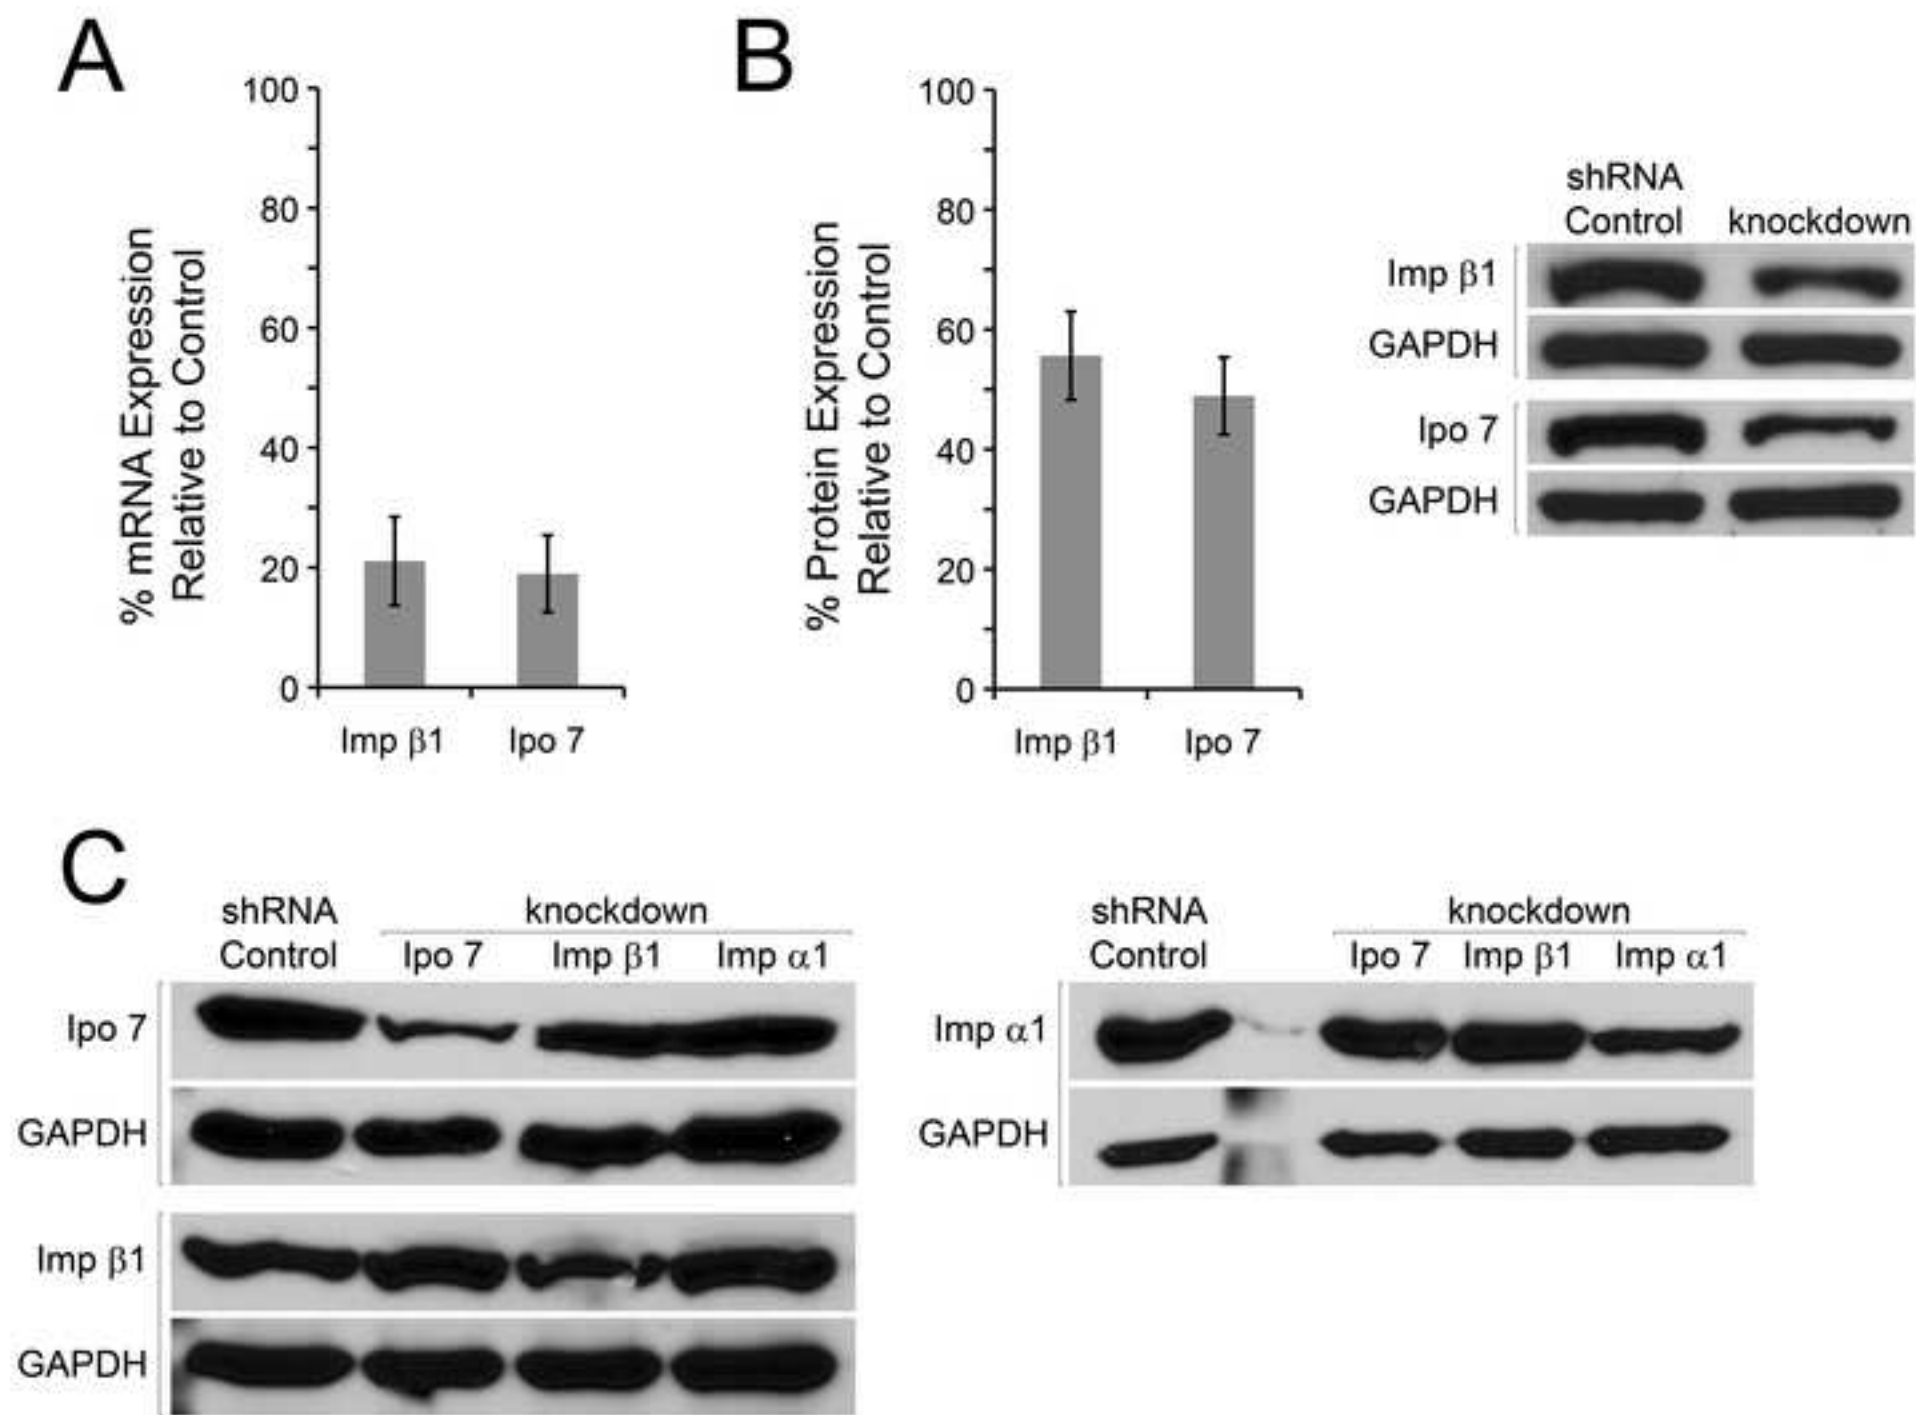 A
100
80
60
40
20
0
% mRNA Expression
Relative to Control
Imp β1
Ipo 7
B
100
80
60
40
20
0
% Protein Expression
Relative to Control
Imp β1
Ipo 7
shRNA
Control knockdown
Imp β1
GAPDH
Ipo 7
GAPDH
C
shRNA knockdown
Control Ipo 7 Imp β1 Imp α1
Ipo 7
GAPDH
Imp β1
GAPDH
shRNA knockdown
Control Ipo 7 Imp β1 Imp α1
Imp α1
GAPDH